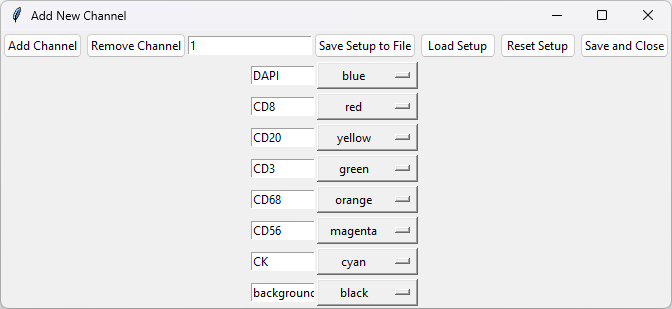 Add New Channel
Add Channel Remove Channel 1 Save Setup to File Load Setup Reset Setup Save and Close
DAPI blue
CD8 red
CD20 yellow
CD3 green
CD68 orange
CD56 magenta
CK cyan
background black